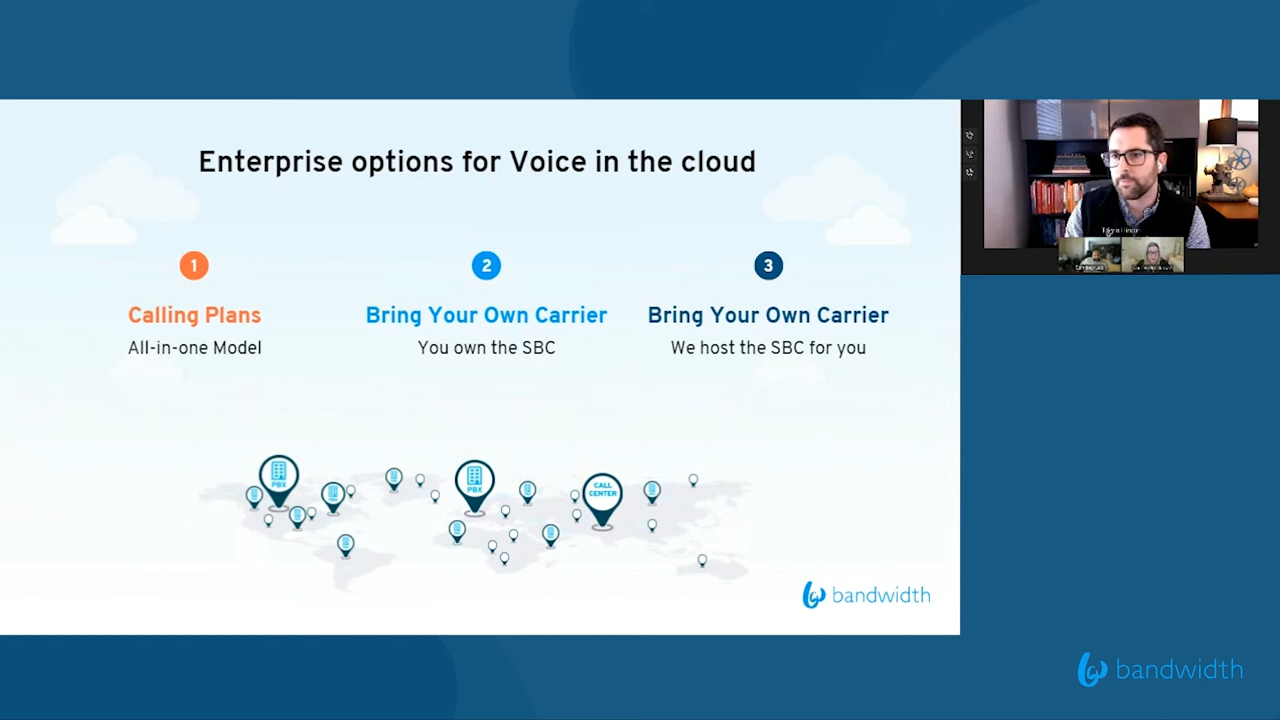 Enterprise options for Voice in the cloud
1
2
3
Calling Plans
Bring Your Own Carrier
Bring Your Own Carrier
All-in-one Model
You own the SBC
We host the SBC for you
PBX
PBX
CALL
CENTER
bandwidth
bandwidth